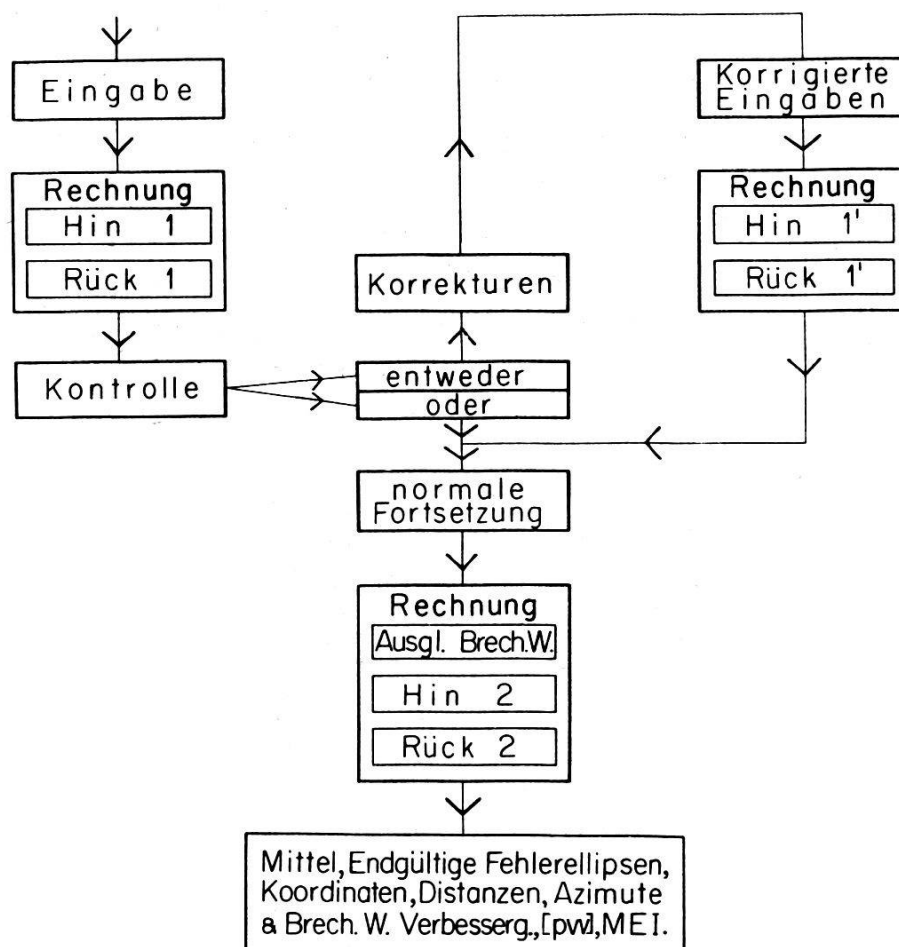 Eingabe
Rechnung
Hin 1
Rück 1
Kontrolle
Korrekturen
entweder
oder
Korrigierte
Eingaben
Rechnung
Hin 1'
Rück 1'
normale
Fortsetzung
Rechnung
Ausgl. Brech.W.
Hin 2
Rück 2
Mittel, Endgültige Fehlerellipsen,
Koordinaten, Distanzen, Azimute
& Brech. W. Verbesserg., [pvv], MEI.